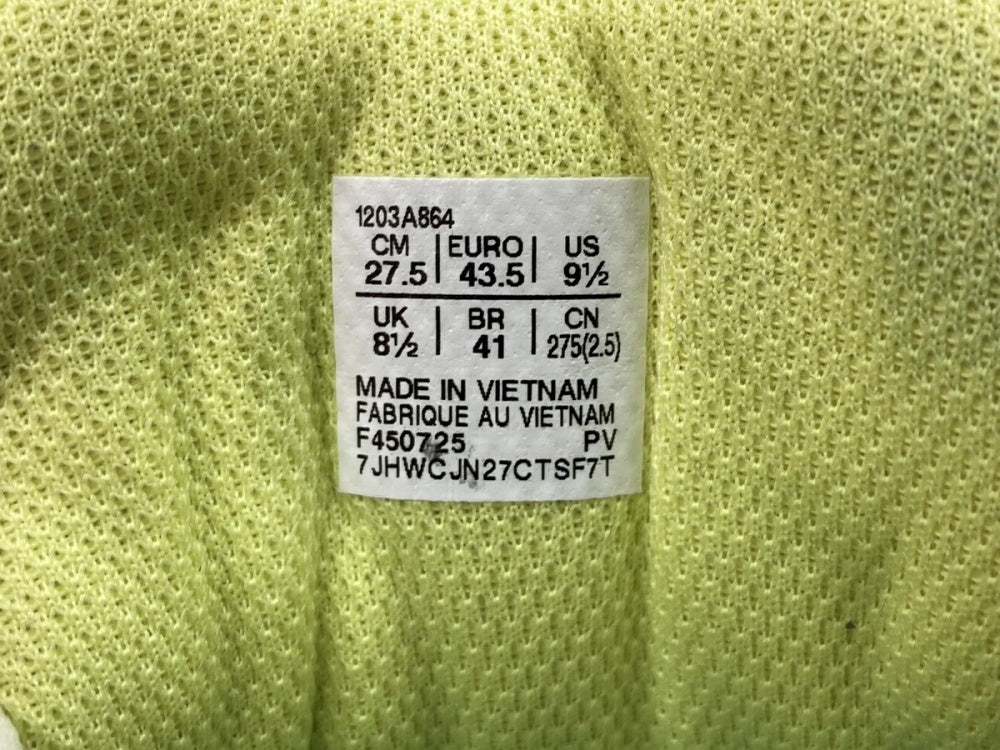 1203A864
CM | EURO | US
27.5 | 43.5 | 9½
UK | BR | CN
8½ | 41 | 275(2.5)
MADE IN VIETNAM
FABRIQUE AU VIETNAM
F450725 PV
7JHWCJN27CTSF7T